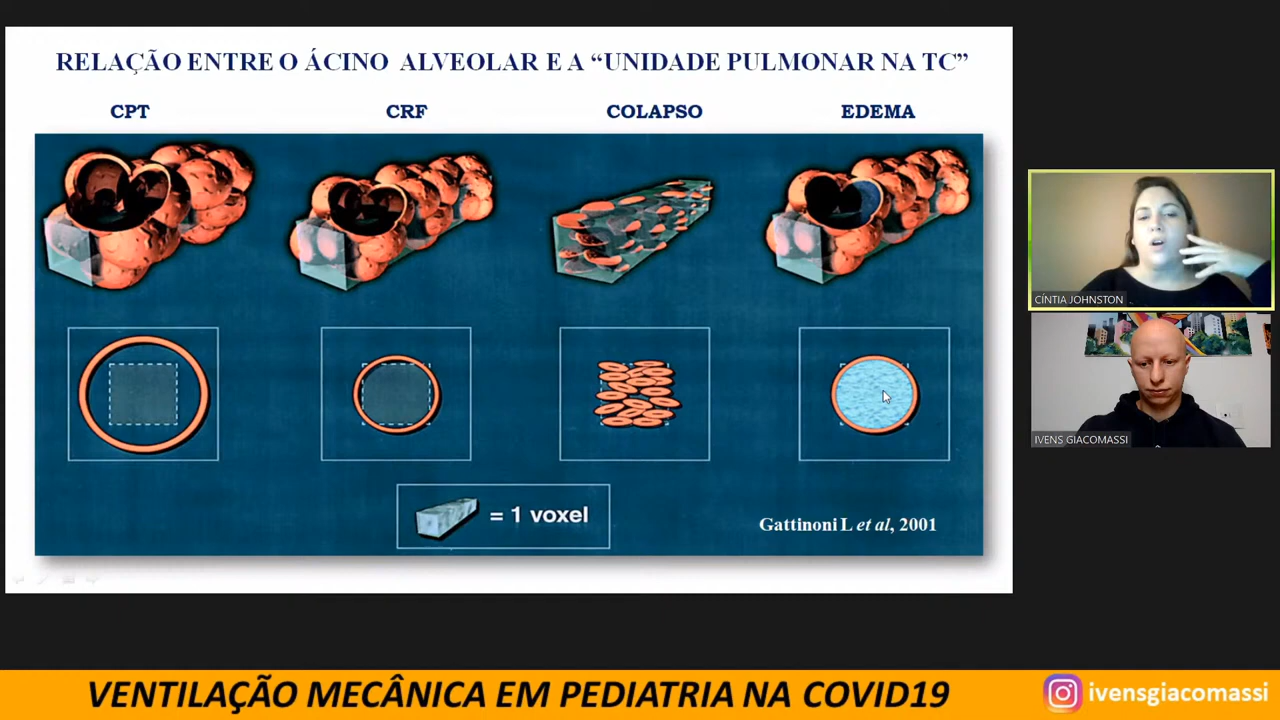 RELAÇÃO ENTRE O ÁCINO ALVEOLAR E A “UNIDADE PULMONAR NA TC”
CPT CRF COLAPSO EDEMA
= 1 voxel
Gattinoni L et al, 2001
CÍNTIA JOHNSTON
IVENS GIACOMASSI
VENTILAÇÃO MECÂNICA EM PEDIATRIA NA COVID19
ivensgiacomassi